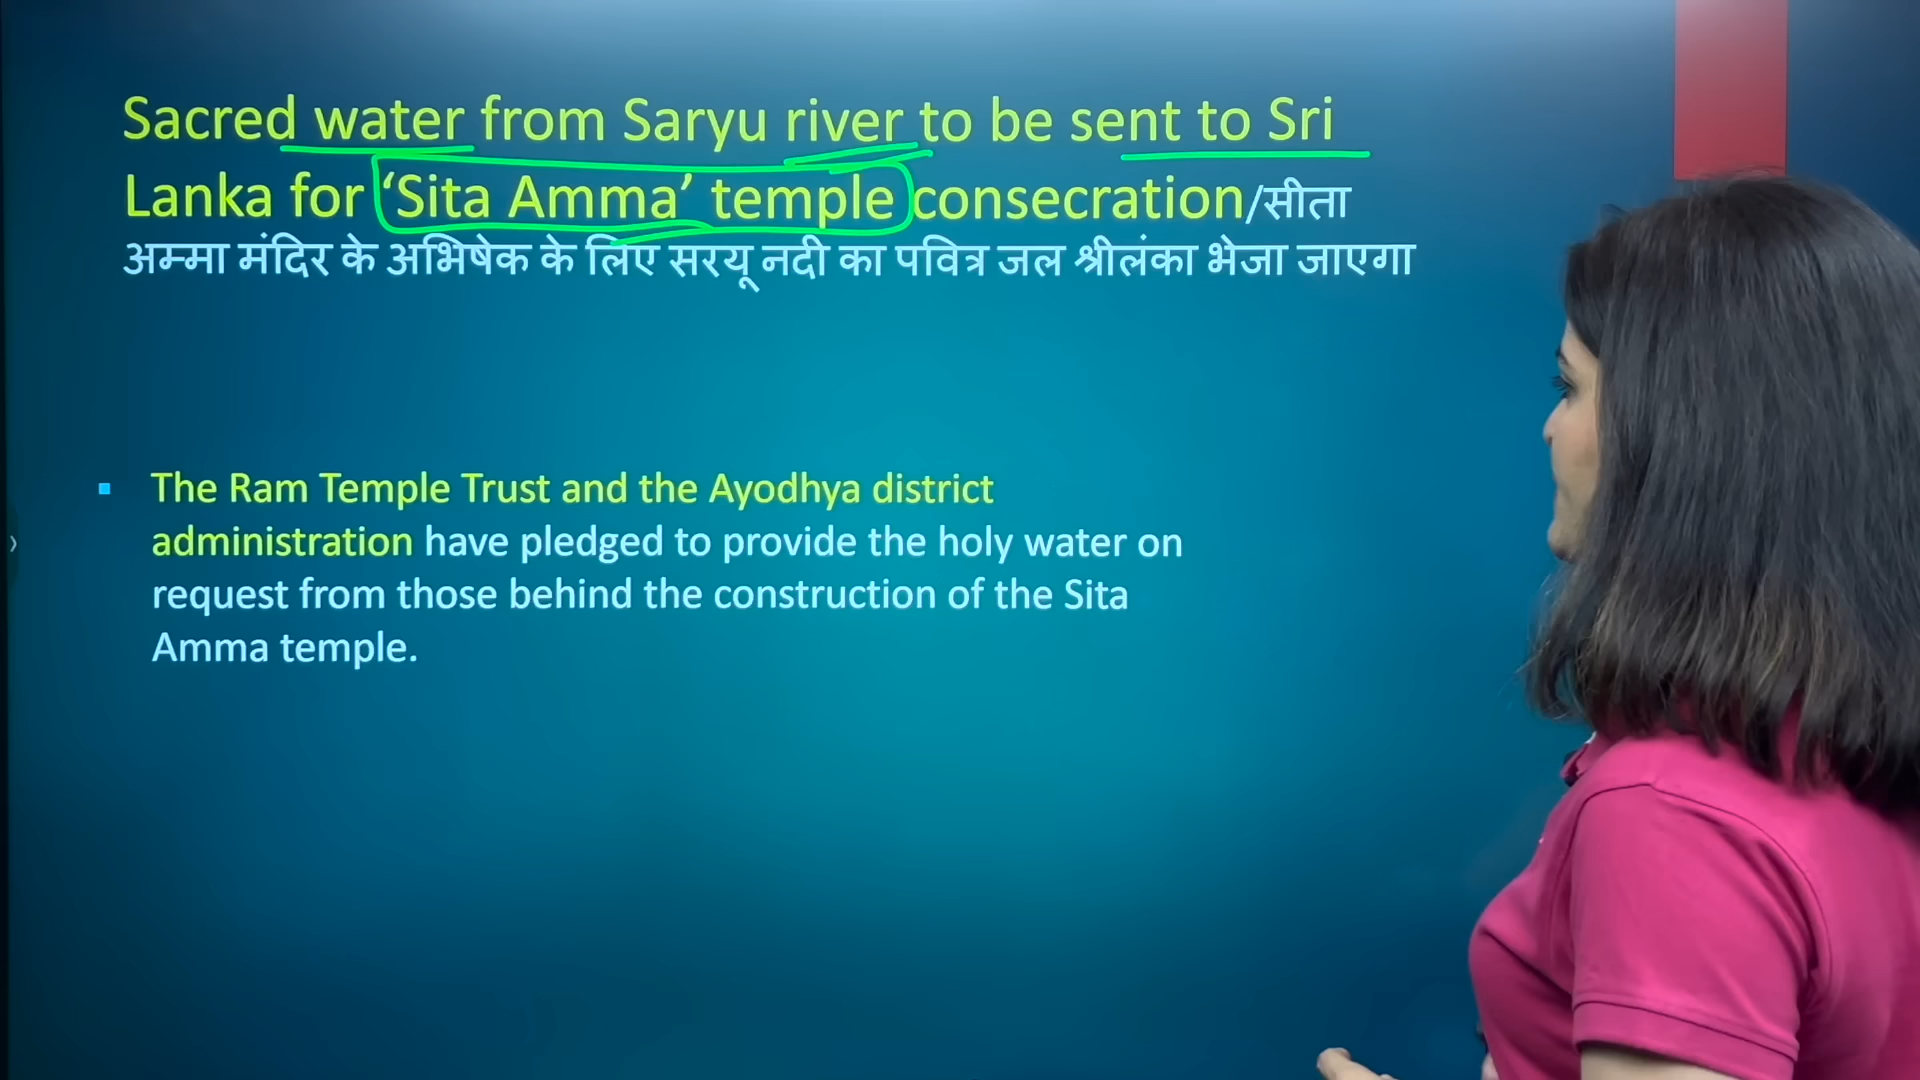 Sacred water from Saryu river to be sent to Sri
Lanka for ‘Sita Amma’ temple consecration/सीता
अम्मा मंदिर के अभिषेक के लिए सरयू नदी का पवित्र जल श्रीलंका भेजा जाएगा
▪ The Ram Temple Trust and the Ayodhya district
administration have pledged to provide the holy water on
request from those behind the construction of the Sita
Amma temple.